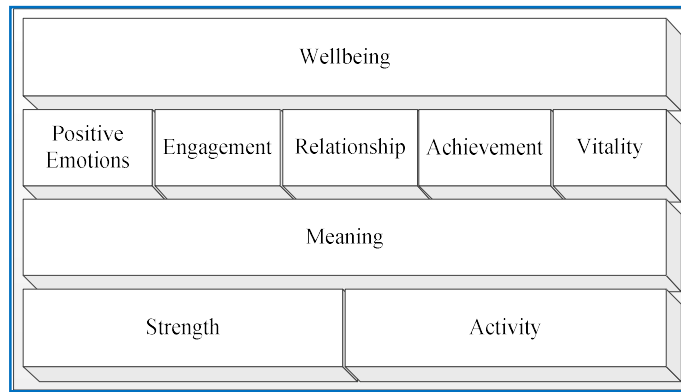 Wellbeing
Positive
Emotions
Engagement
Relationship
Achievement
Vitality
Meaning
Strength
Activity